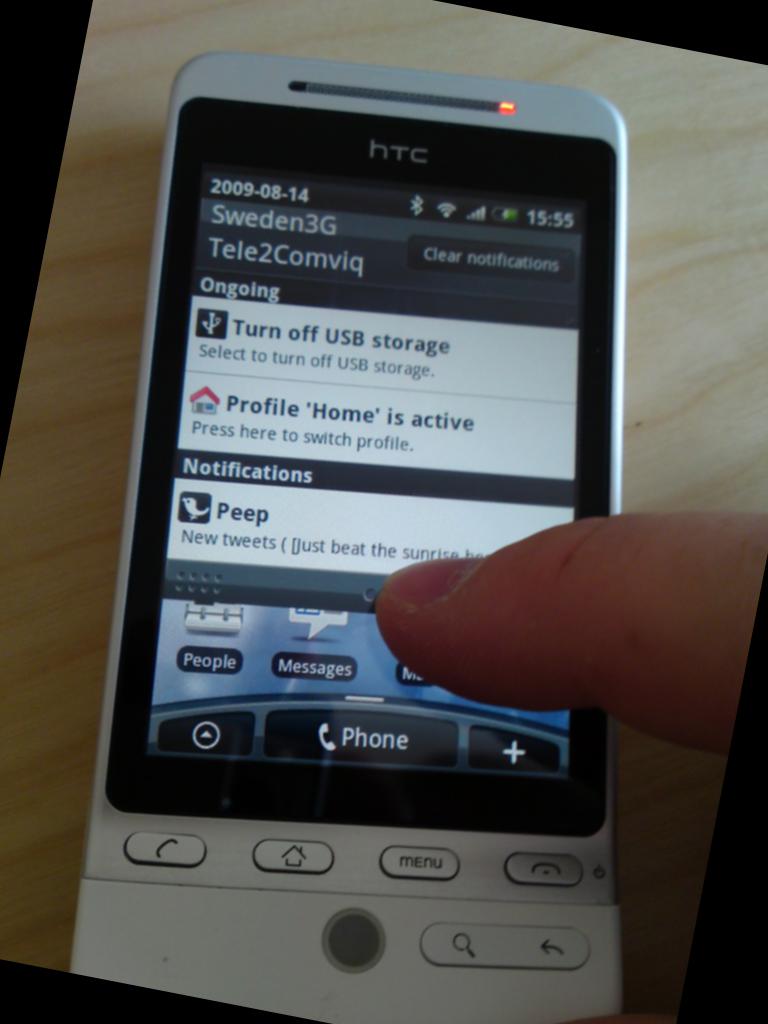 hTC
2009-08-14 15:55
Sweden3G
Tele2Comviq
Clear notifications
Ongoing
Turn off USB storage
Select to turn off USB storage.
Profile 'Home' is active
Press here to switch profile.
Notifications
Peep
New tweets ( [Just beat the sunrise
People Messages
Phone
menu